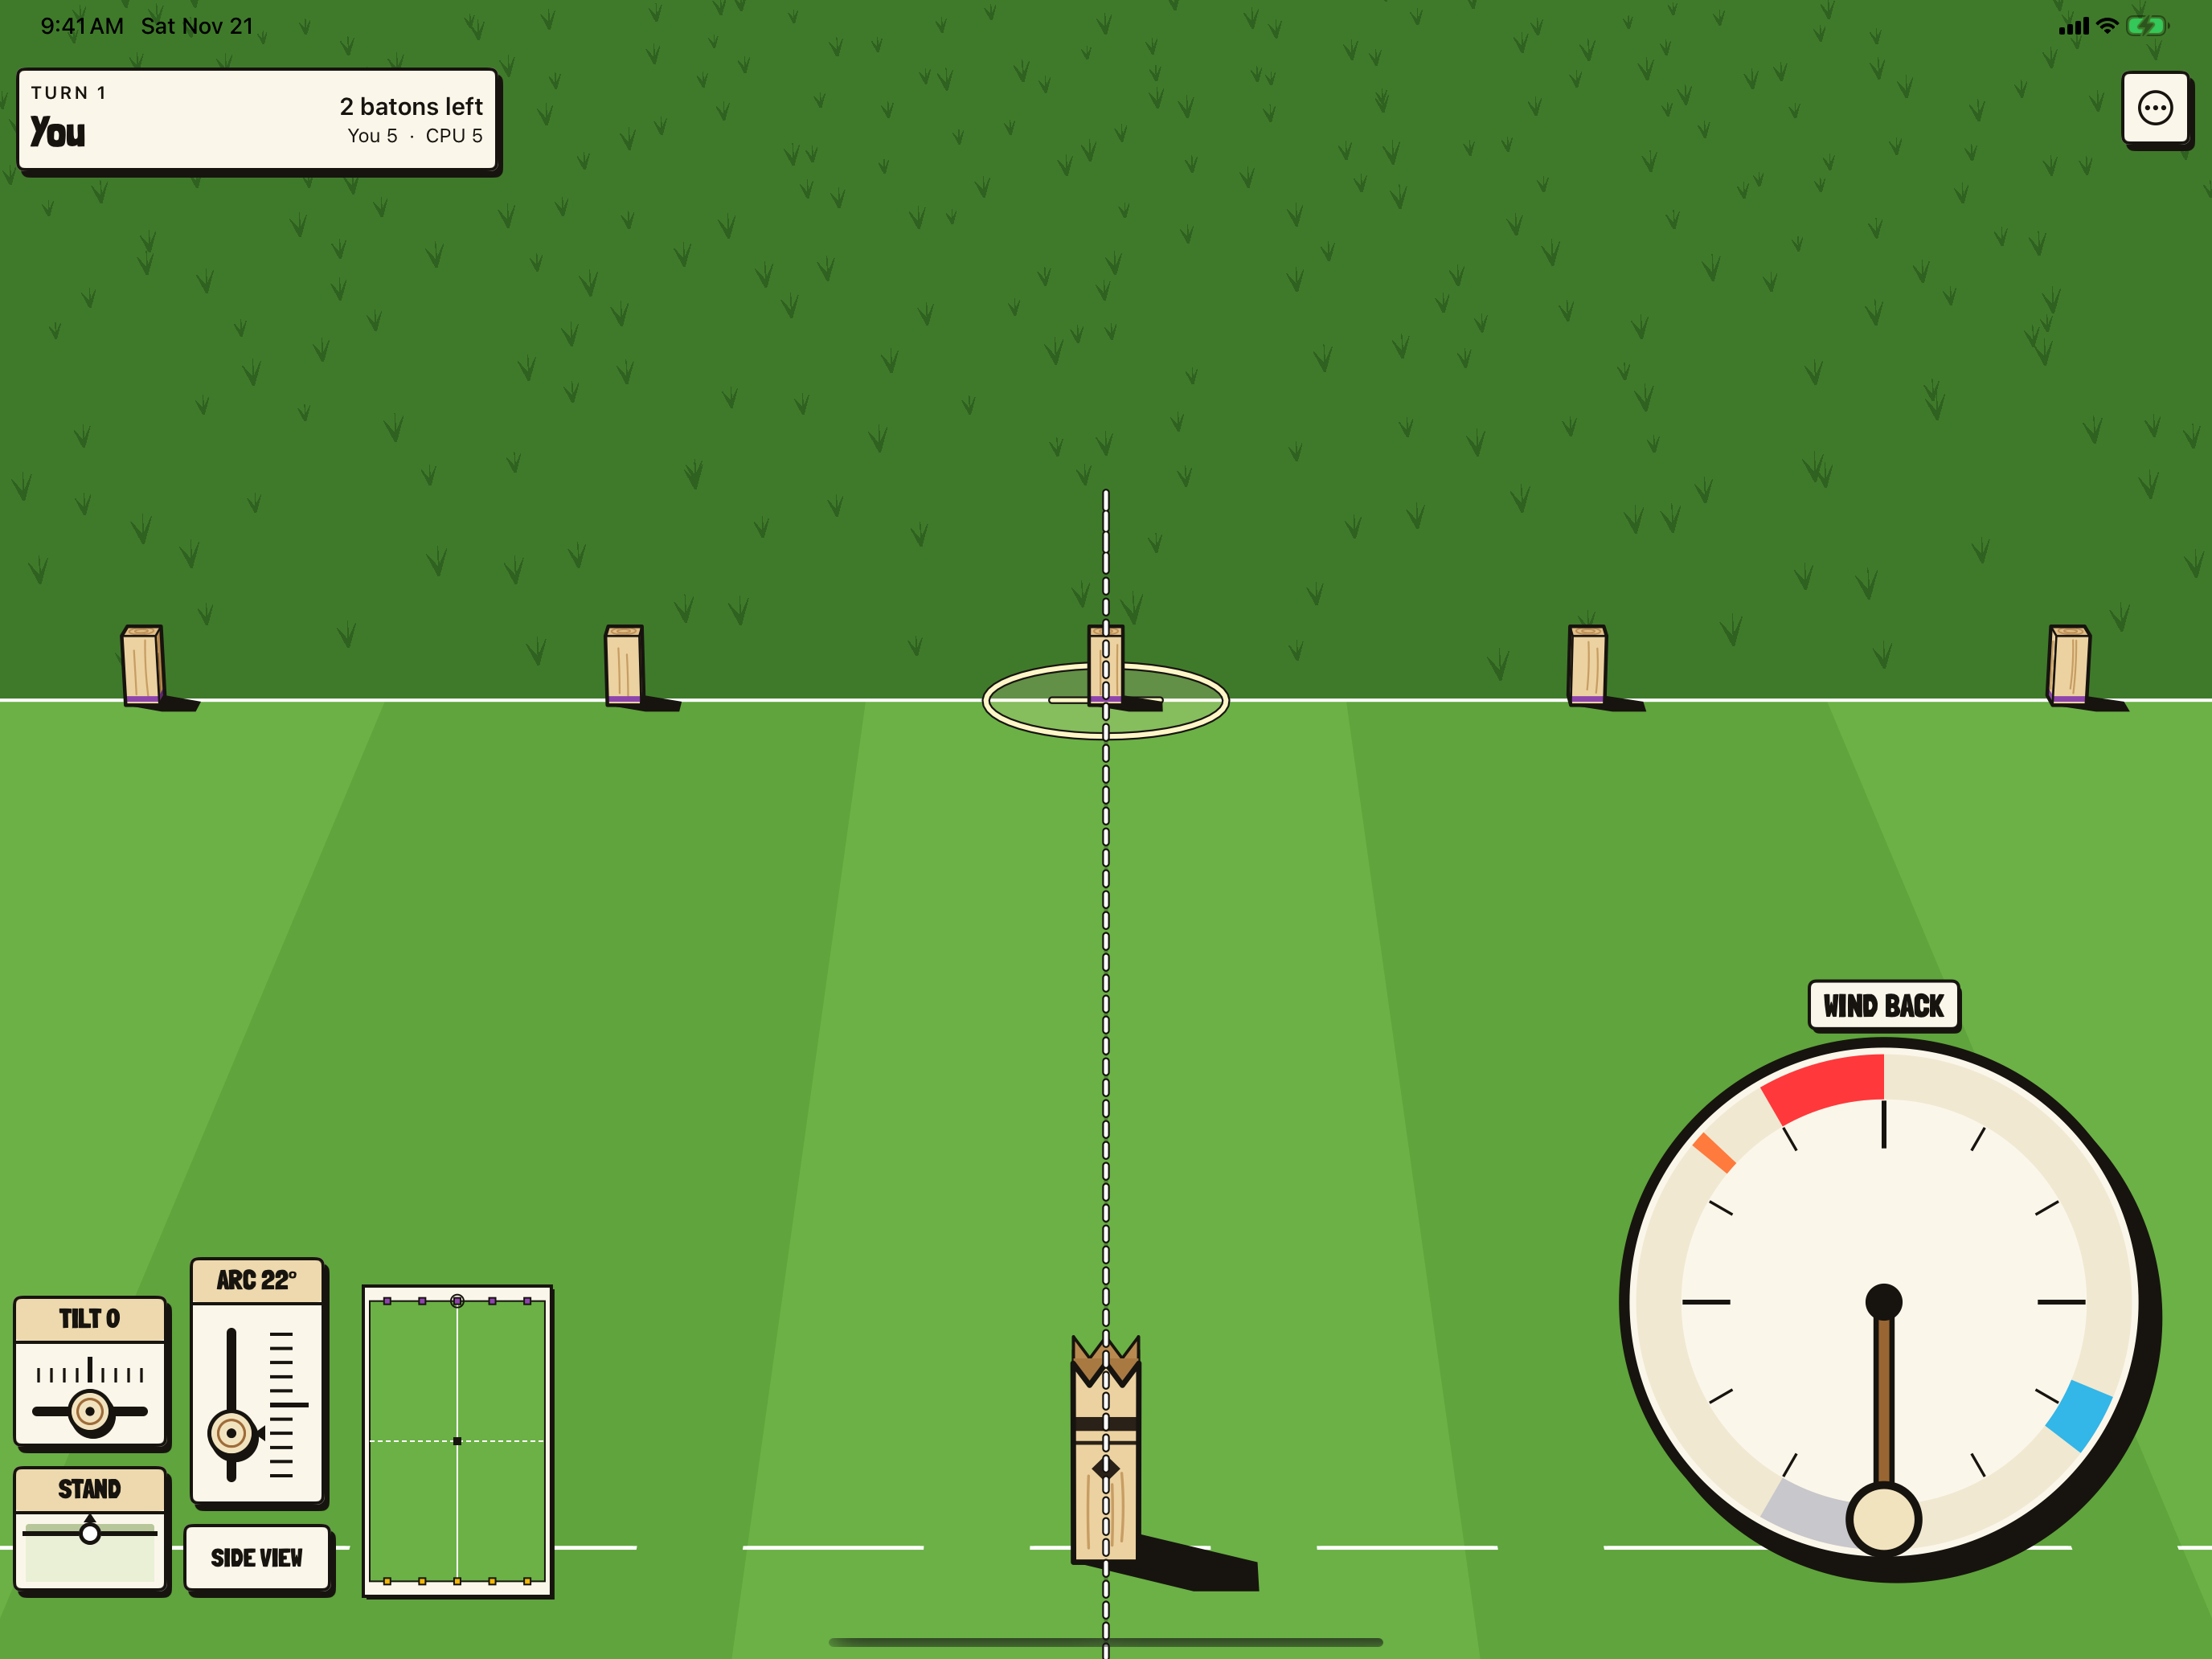 9:41 AM Sat Nov 21
TURN 1
You
2 batons left
You 5 · CPU 5
WIND BACK
ARC 22°
TILT 0
STAND
SIDE VIEW